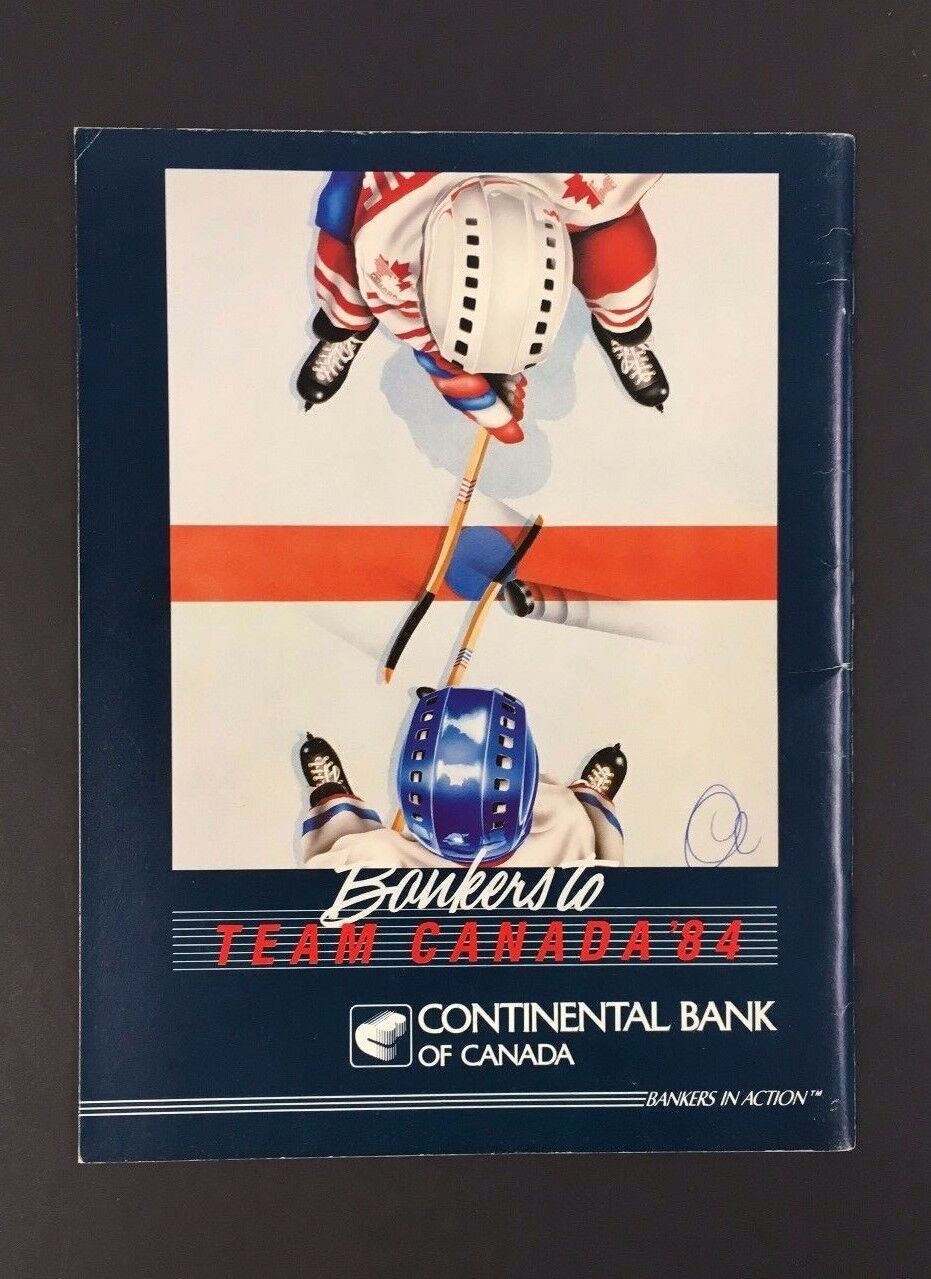 Bankers to
TEAM CANADA '84
CONTINENTAL BANK
OF CANADA
BANKERS IN ACTION™